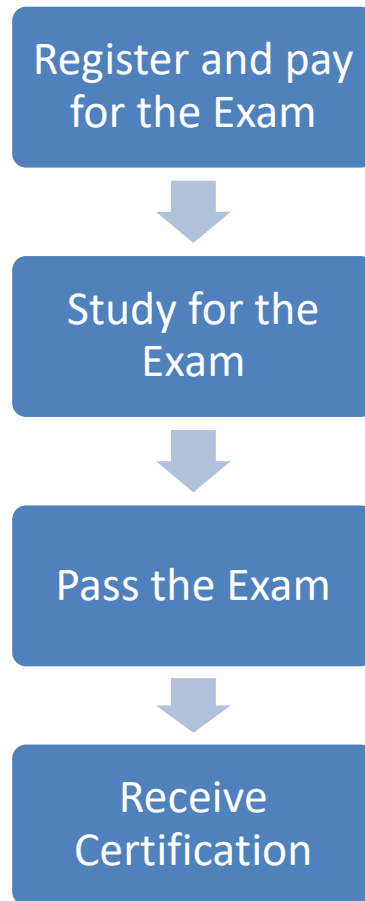 Register and pay
for the Exam
Study for the
Exam
Pass the Exam
Receive
Certification